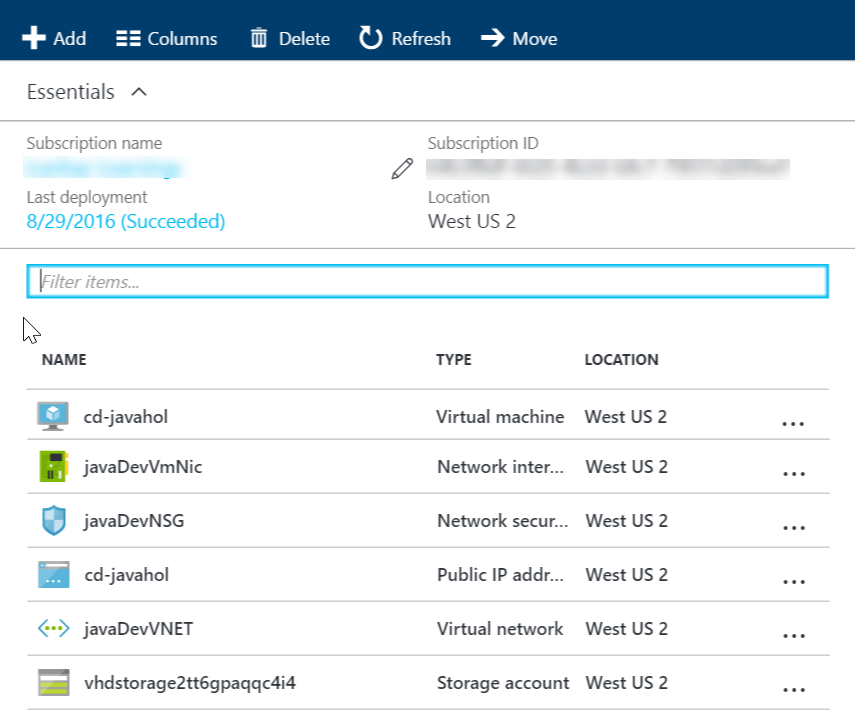 Add Columns Delete Refresh Move
Essentials
Subscription name Subscription ID
Last deployment Location
8/29/2016 (Succeeded) West US 2
Filter items...
NAME TYPE LOCATION
cd-javahol Virtual machine West US 2 ...
javaDevVmNic Network inter... West US 2 ...
javaDevNSG Network secur... West US 2 ...
cd-javahol Public IP addr... West US 2 ...
javaDevVNET Virtual network West US 2 ...
vhdstorage2tt6gpaqqc4i4 Storage account West US 2 ...